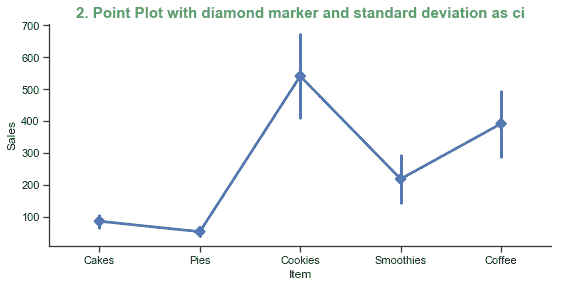 2. Point Plot with diamond marker and standard deviation as ci
700
600
500
400
300
200
100
Sales
Cakes Pies Cookies Smoothies Coffee
Item